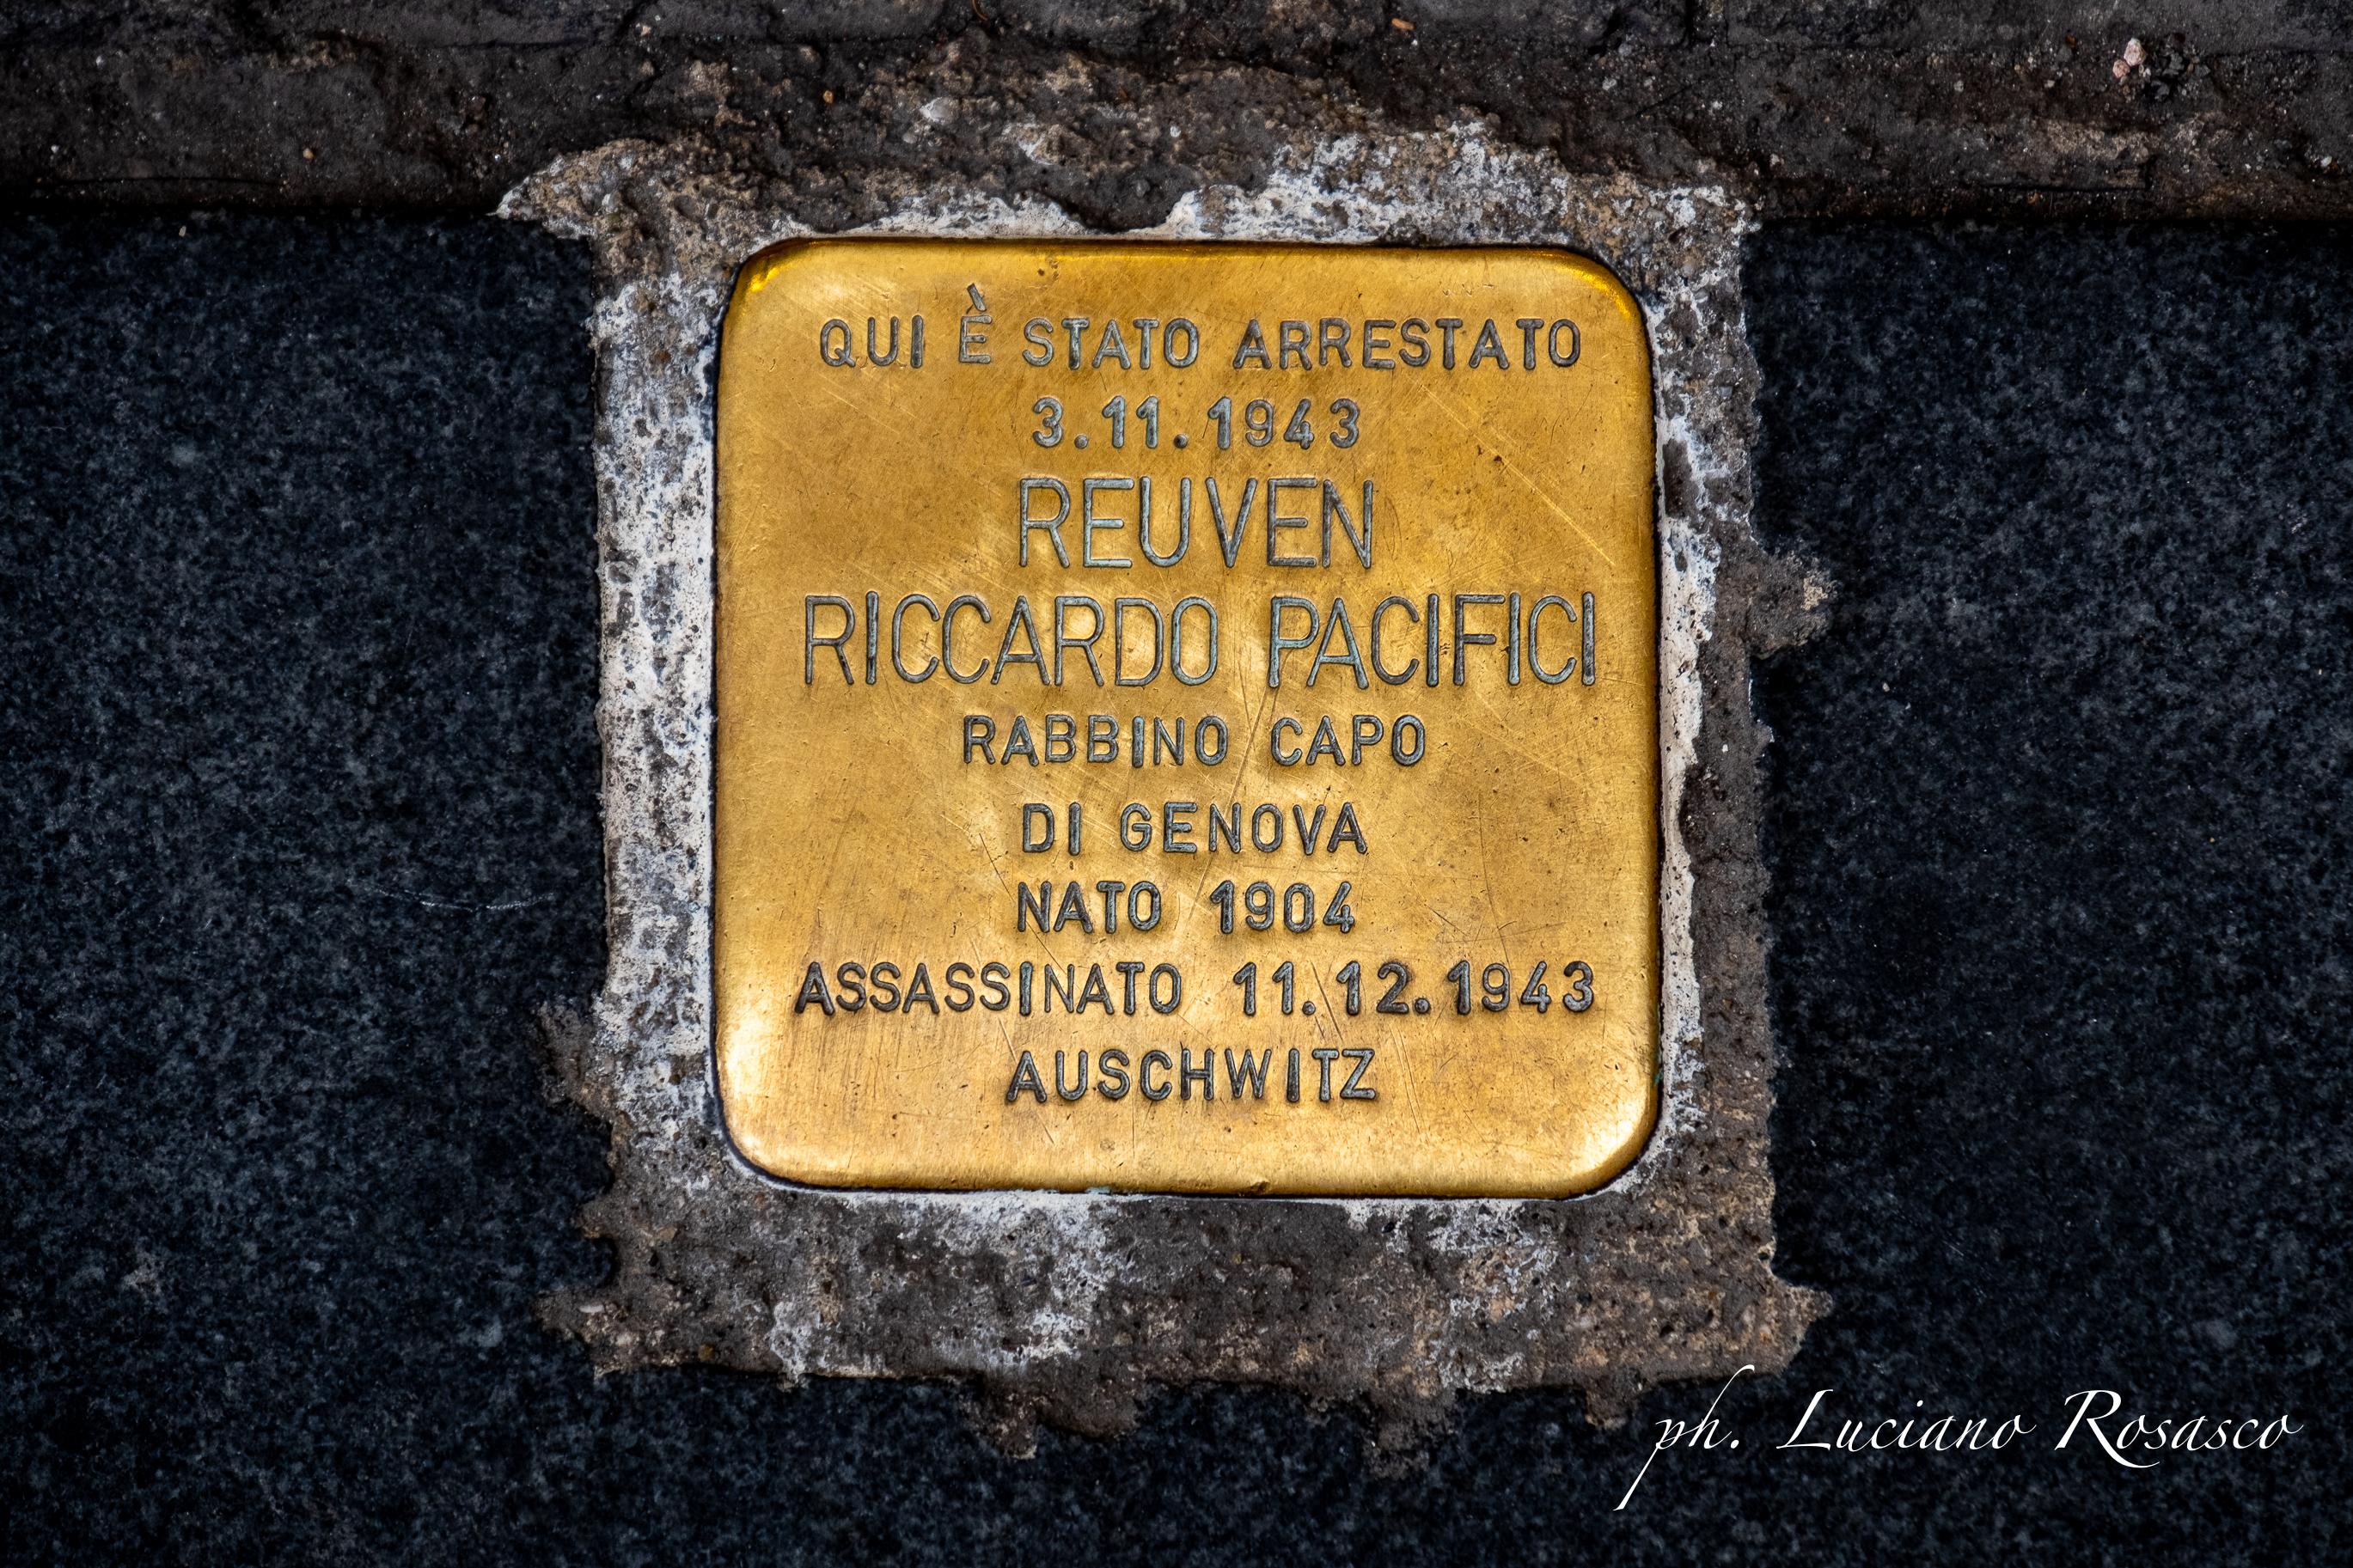 QUI È STATO ARRESTATO
3.11.1943
REUVEN
RICCARDO PACIFICI
RABBINO CAPO
DI GENOVA
NATO 1904
ASSASSINATO 11.12.1943
AUSCHWITZ
ph. Luciano Rosasco